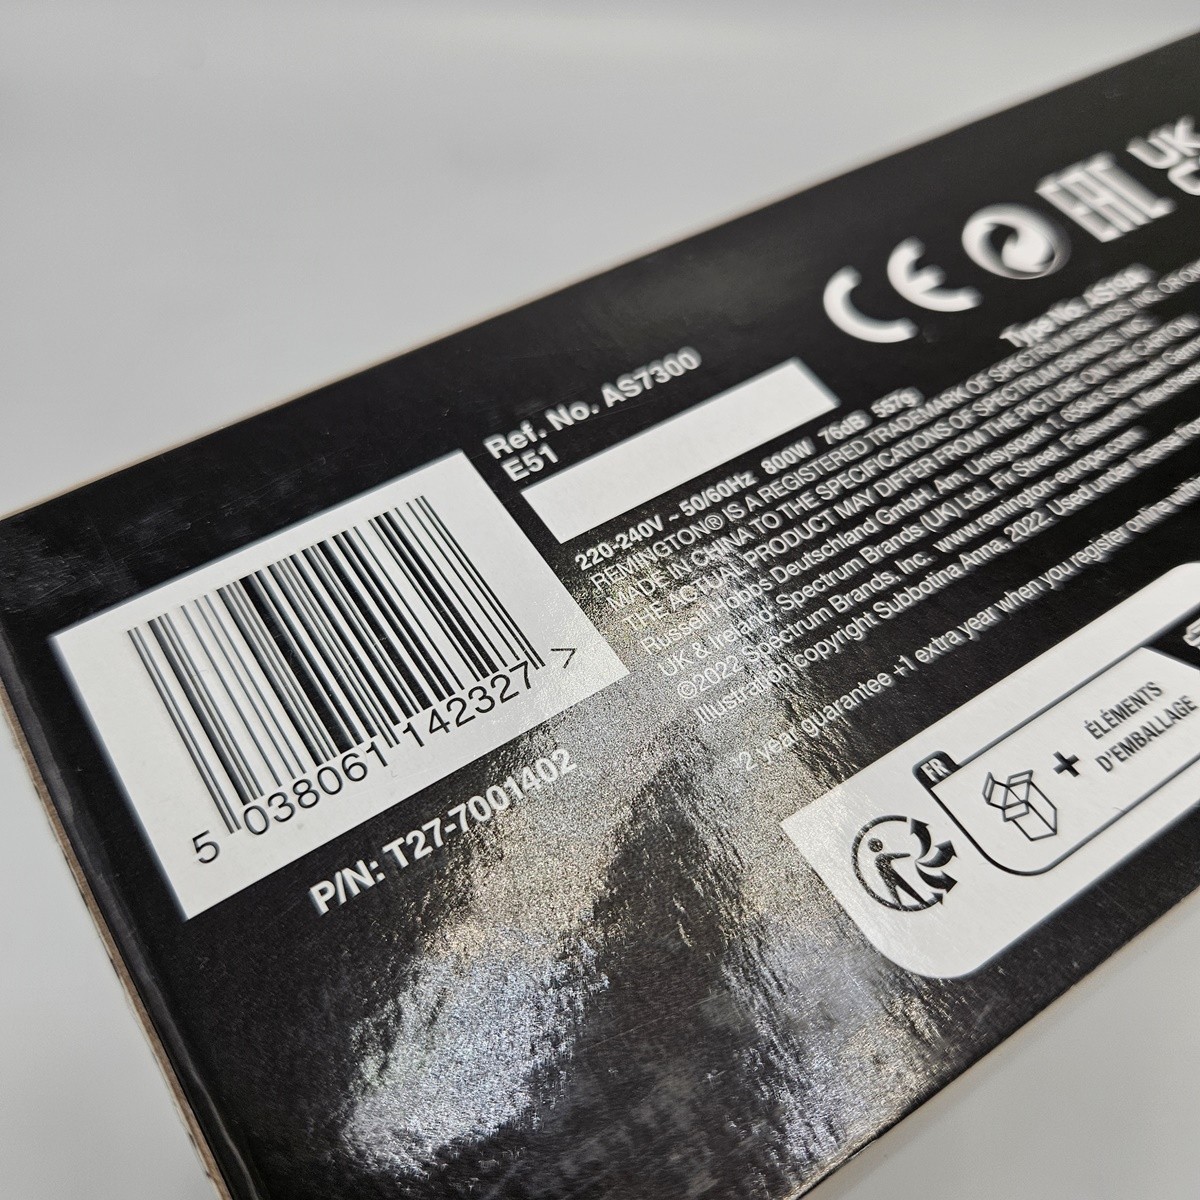 CE EAC UK
Ref. No. AS7300
E51
220-240V ~ 50/60Hz 800W 76dB 357g
REMINGTON® IS A REGISTERED TRADEMARK OF SPECTRUM BRANDS, INC. OR ONE
MADE IN CHINA TO THE SPECIFICATIONS OF SPECTRUM BRANDS, INC.
THE ACTUAL PRODUCT MAY DIFFER FROM THE PICTURE ON THE CARTON
Russell Hobbs Deutschland GmbH. Am Unisyspark 1, 65843 Sulzbach
UK & Ireland: Spectrum Brands (UK) Ltd., Fir Street, Failsworth, Manchester
©2022 Spectrum Brands, Inc. www.remington-europe.com
Illustration copyright Subbotina Anna, 2022. Used under license from
2 year guarantee +1 extra year when you register online
5 038061 142327 >
P/N: T27-7001402
FR
+
ÉLÉMENTS
D'EMBALLAGE